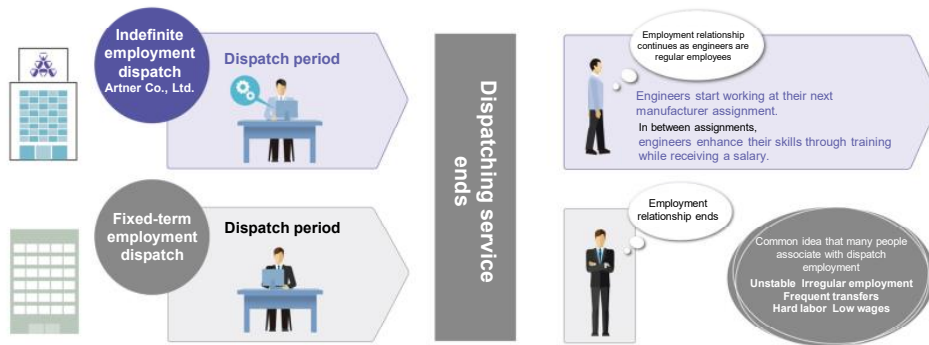 Indefinite
employment
dispatch
Artner Co., Ltd.
Dispatch period
Dispatching service
ends
Employment relationship
continues as engineers are
regular employees
Engineers start working at their next
manufacturer assignment.
In between assignments,
engineers enhance their skills through training
while receiving a salary.
Fixed-term
employment
dispatch
Dispatch period
Employment
relationship ends
Common idea that many people
associate with dispatch
employment
Unstable Irregular employment
Frequent transfers
Hard labor Low wages